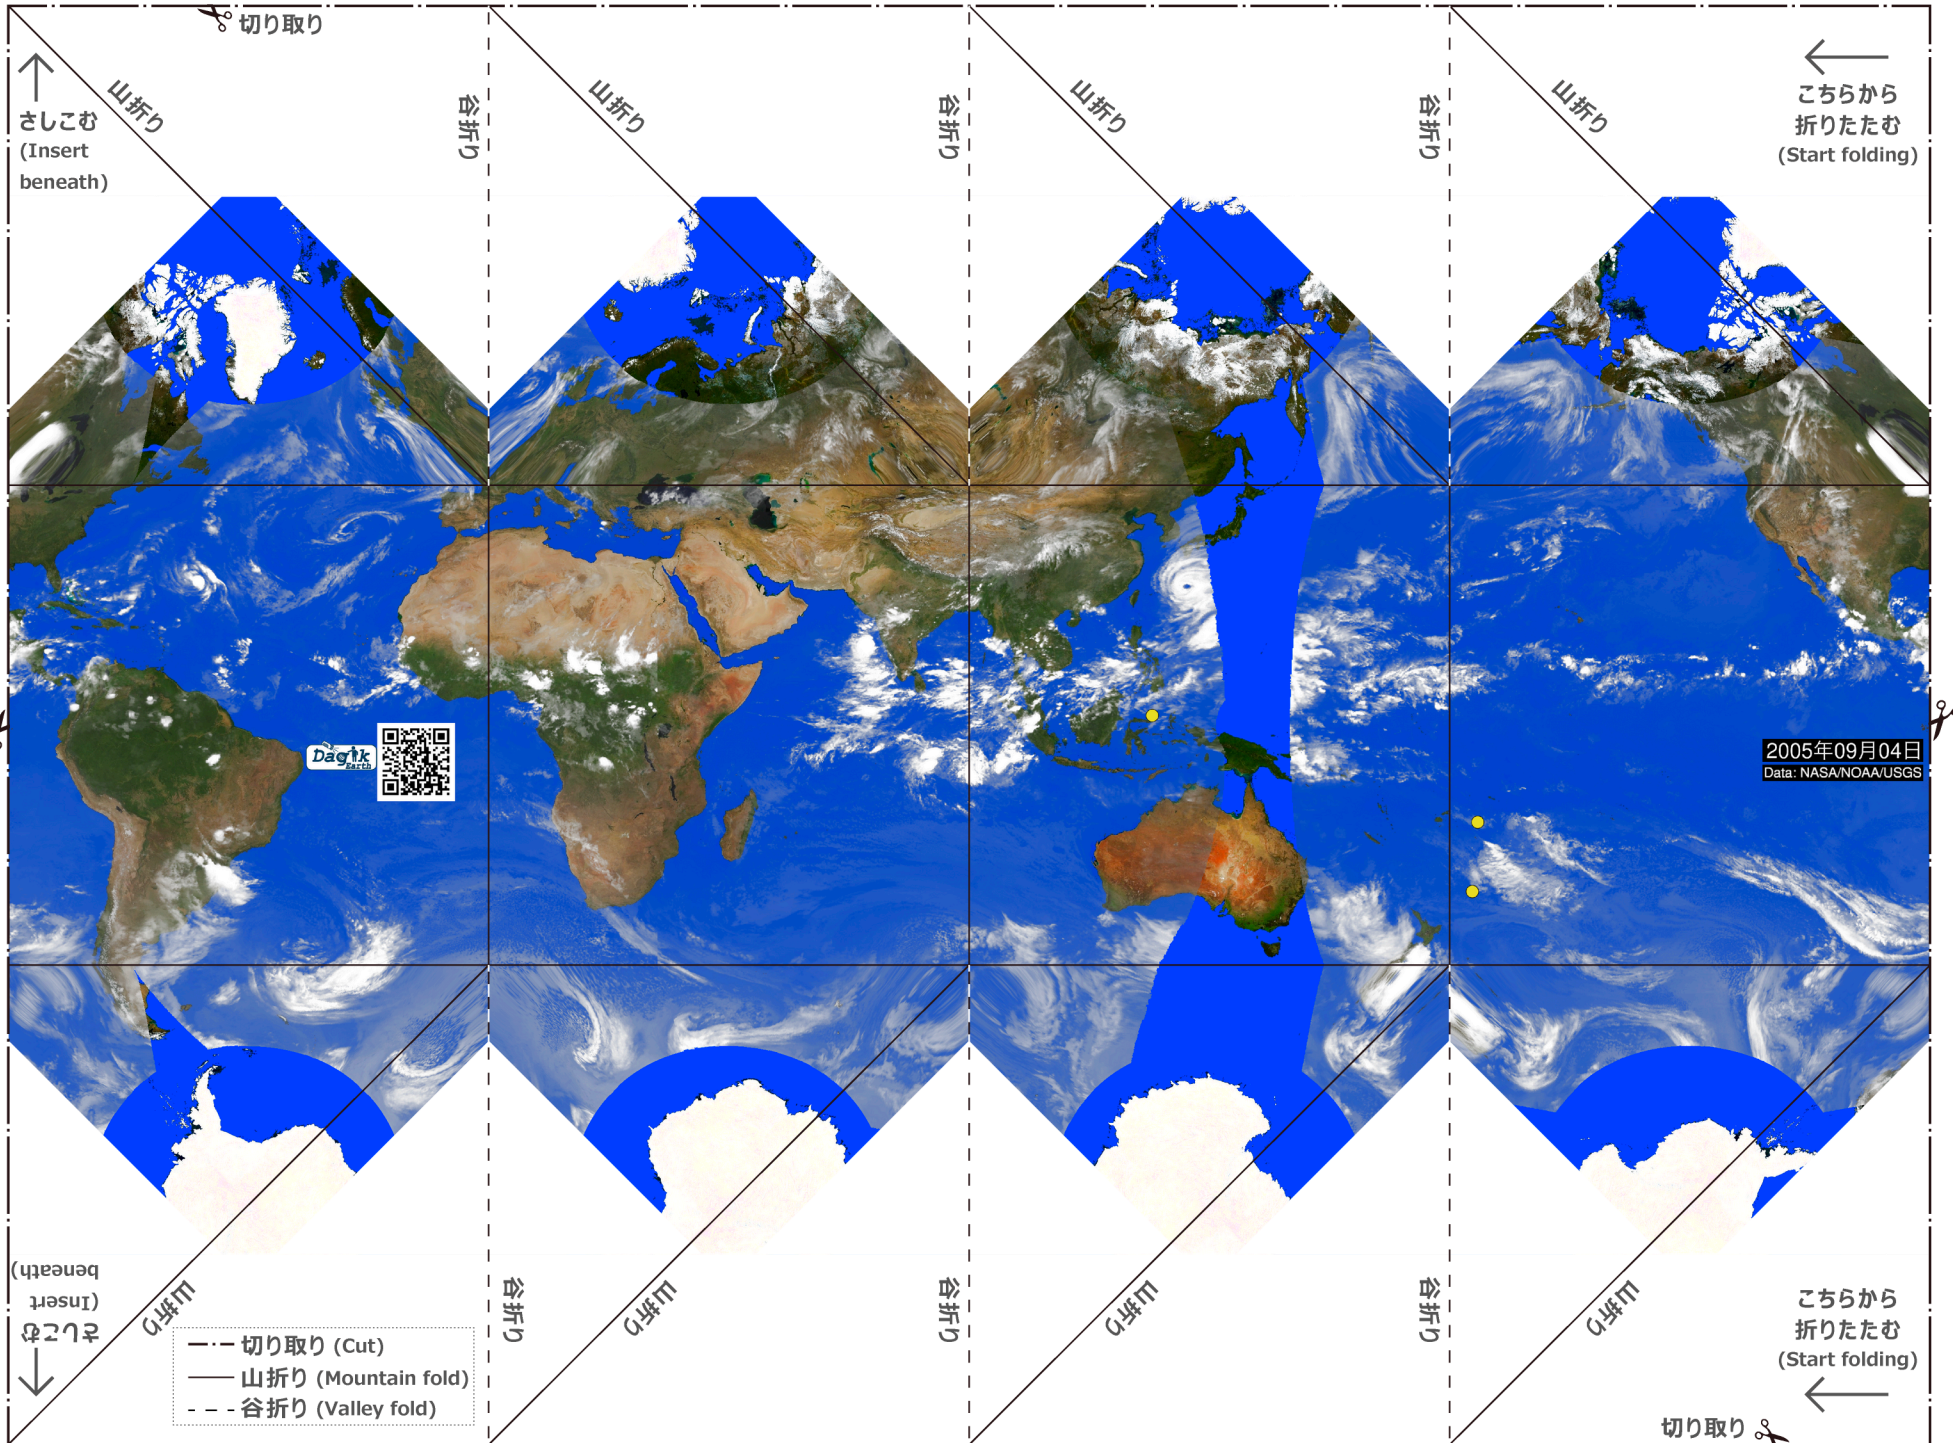 切り取り
さしこむ
(Insert
beneath)
山折り
谷折り
山折り
谷折り
山折り
谷折り
山折り
こちらから
折りたたむ
(Start folding)
Dagik
Earth
2005年09月04日
Data: NASA/NOAA/USGS
さしこむ
(Insert
beneath)
山折り
谷折り
山折り
谷折り
山折り
谷折り
山折り
こちらから
折りたたむ
(Start folding)
切り取り (Cut)
山折り (Mountain fold)
谷折り (Valley fold)
切り取り